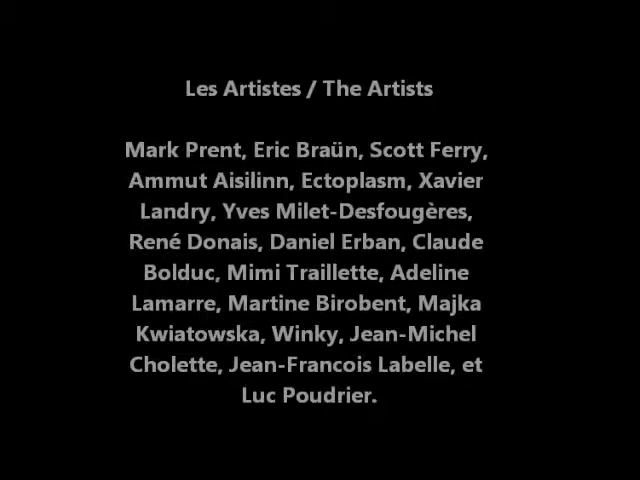 Les Artistes / The Artists
Mark Prent, Eric Braün, Scott Ferry,
Ammut Aisilinn, Ectoplasm, Xavier
Landry, Yves Milet-Desfougères,
René Donais, Daniel Erban, Claude
Bolduc, Mimi Traillette, Adeline
Lamarre, Martine Birobent, Majka
Kwiatowska, Winky, Jean-Michel
Cholette, Jean-Francois Labelle, et
Luc Poudrier.